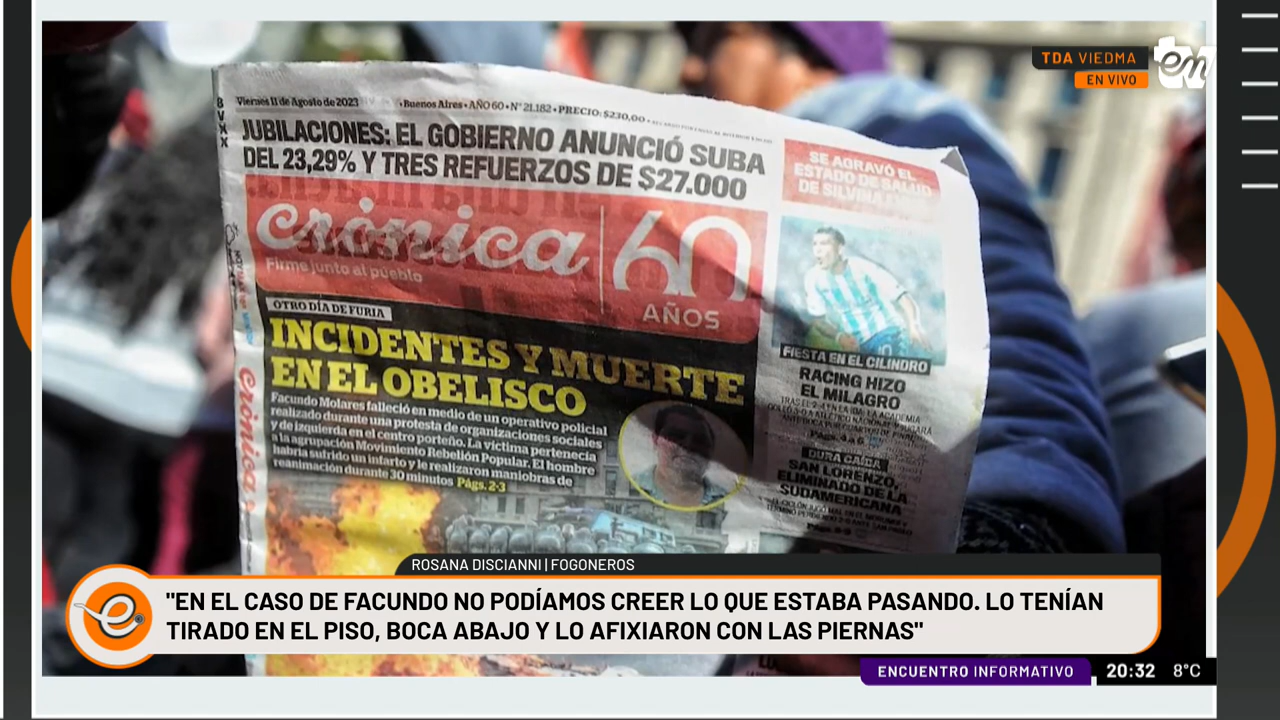 TDA VIEDMA
EN VIVO
Viernes 11 de Agosto de 2023 • Buenos Aires • AÑO 60 • N° 21.182 • PRECIO: $230,00
JUBILACIONES: EL GOBIERNO ANUNCIÓ SUBA
DEL 23,29% Y TRES REFUERZOS DE $27.000
SE AGRAVÓ EL
ESTADO DE SALUD
DE SILVINA
crónica
60
AÑOS
Firme junto al pueblo
OTRO DÍA DE FURIA
INCIDENTES Y MUERTE
EN EL OBELISCO
Facundo Molares falleció en medio de un operativo policial
realizado durante una protesta de organizaciones sociales
y de izquierda en el centro porteño. La víctima pertenecía
a la agrupación Movimiento Rebelión Popular. El hombre
habría sufrido un infarto y le realizaron maniobras de
reanimación durante 30 minutos Págs. 2-3
FIESTA EN EL CILINDRO
RACING HIZO
EL MILAGRO
Págs. 4 a 6
DURA CAÍDA
SAN LORENZO,
ELIMINADO DE LA
SUDAMERICANA
crónica
ROSANA DISCIANNI | FOGONEROS
"EN EL CASO DE FACUNDO NO PODÍAMOS CREER LO QUE ESTABA PASANDO. LO TENÍAN
TIRADO EN EL PISO, BOCA ABAJO Y LO AFIXIARON CON LAS PIERNAS"
ENCUENTRO INFORMATIVO
20:32 8°C